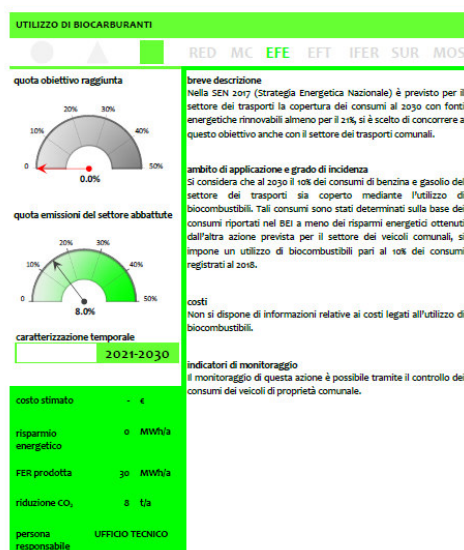 UTILIZZO DI BIOCARBURANTI
RED MC EFE EFT IFER SUR MOS
quota obiettivo raggiunta
0 10% 20% 30% 40% 50%
0.0%
quota emissioni del settore abbattute
0 10% 20% 30% 40% 50%
8.0%
caratterizzazione temporale
2021-2030
costo stimato - €
risparmio energetico 0 MWh/a
FER prodotta 30 MWh/a
riduzione CO₂ 8 t/a
persona responsabile UFFICIO TECNICO
breve descrizione
Nella SEN 2017 (Strategia Energetica Nazionale) è previsto per il
settore dei trasporti la copertura dei consumi al 2030 con fonti
energetiche rinnovabili almeno per il 21%, si è scelto di concorrere a
questo obiettivo anche con il settore dei trasporti comunali.
ambito di applicazione e grado di incidenza
Si considera che al 2030 il 10% dei consumi di benzina e gasolio del
settore dei trasporti sia coperto mediante l'utilizzo di
biocombustibili. Tali consumi sono stati determinati sulla base dei
consumi riportati nel BEI a meno dei risparmi energetici ottenuti
dall'altra azione prevista per il settore dei veicoli comunali, si
impone un utilizzo di biocombustibili pari al 10% dei consumi
registrati al 2018.
costi
Non si dispone di informazioni relative ai costi legati all'utilizzo di
biocombustibili.
indicatori di monitoraggio
Il monitoraggio di questa azione è possibile tramite il controllo dei
consumi dei veicoli di proprietà comunale.